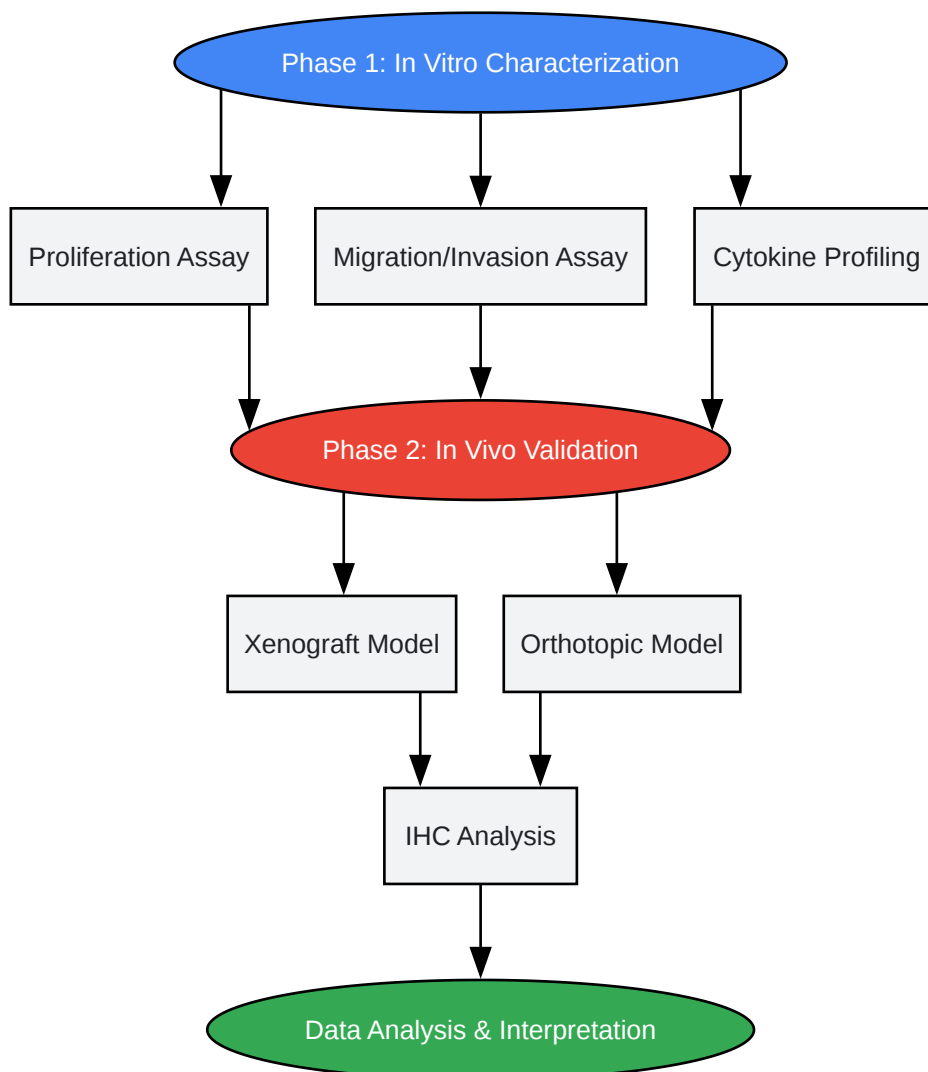 Phase 1: In Vitro Characterization
Proliferation Assay
Migration/Invasion Assay
Cytokine Profiling
Phase 2: In Vivo Validation
Xenograft Model
Orthotopic Model
IHC Analysis
Data Analysis & Interpretation